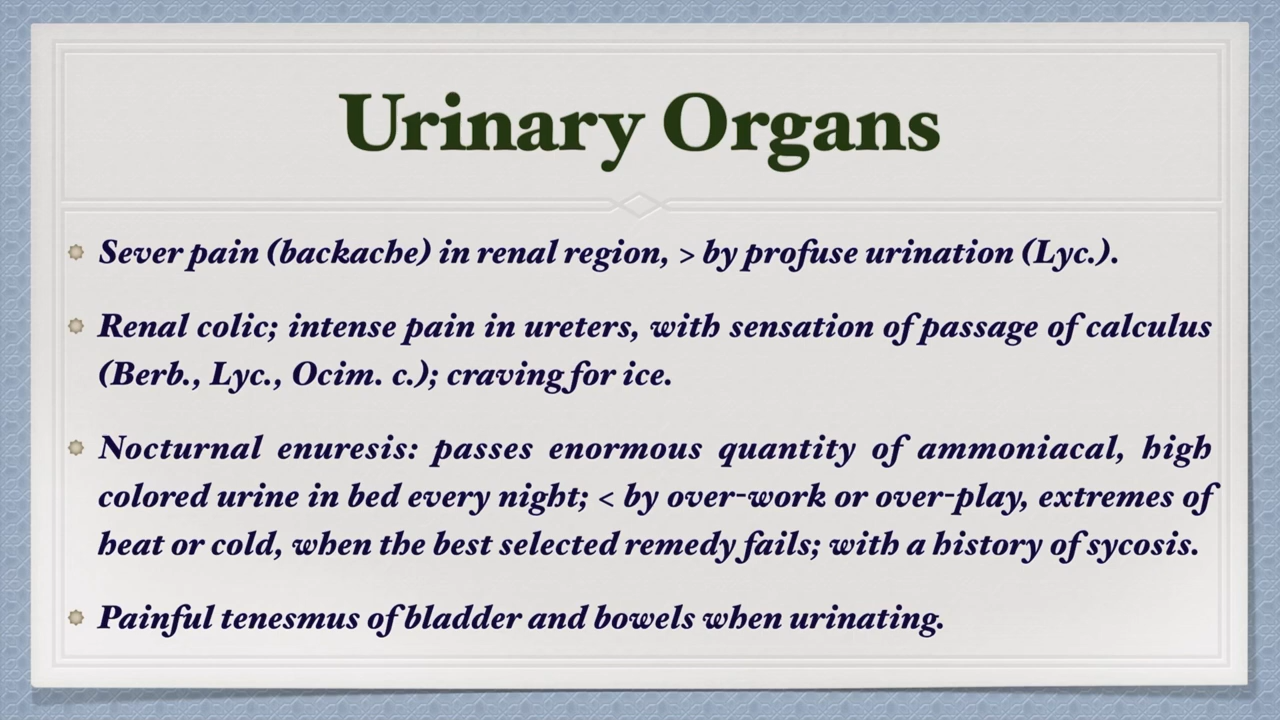 Urinary Organs
Sever pain (backache) in renal region, > by profuse urination (Lyc.).
Renal colic; intense pain in ureters, with sensation of passage of calculus
(Berb., Lyc., Ocim. c.); craving for ice.
Nocturnal enuresis: passes enormous quantity of ammoniacal, high
colored urine in bed every night; < by over-work or over-play, extremes of
heat or cold, when the best selected remedy fails; with a history of sycosis.
Painful tenesmus of bladder and bowels when urinating.